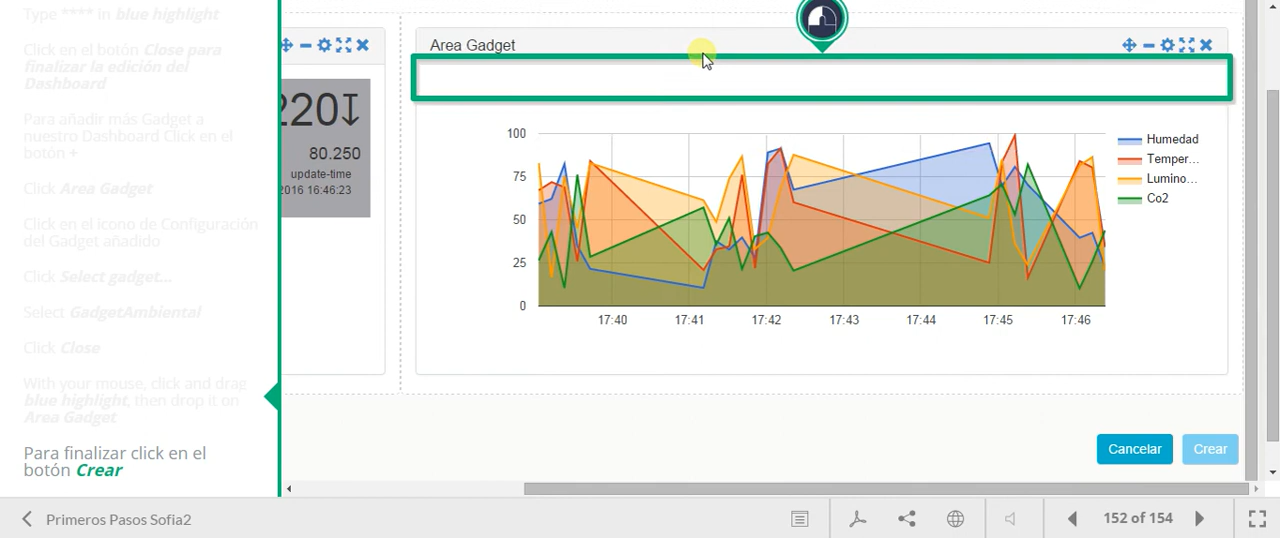 Type **** in blue highlight
Click en el botón Close para
finalizar la edición del
Dashboard
Para añadir más Gadget a
nuestro Dashboard Click en el
botón +
Click Area Gadget
Click en el icono de Configuración
del Gadget añadido
Click Select gadget...
Select GadgetAmbiental
Click Close
With your mouse, click and drag
blue highlight, then drop it on
Area Gadget
Para finalizar click en el
botón Crear
220
80.250
update-time
2016 16:46:23
Area Gadget
100
75
50
25
0
17:40 17:41 17:42 17:43 17:44 17:45 17:46
Humedad
Temper...
Lumino...
Co2
Cancelar
Crear
Primeros Pasos Sofia2
152 of 154